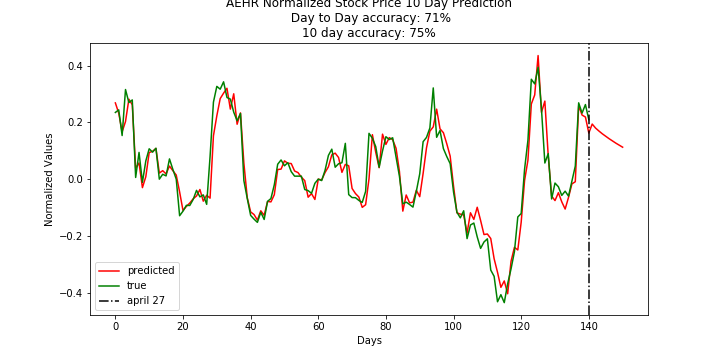 AEHR Normalized Stock Price 10 Day Prediction
Day to Day accuracy: 71%
10 day accuracy: 75%
Normalized Values
0.4
0.2
0.0
−0.2
−0.4
predicted
true
april 27
0 20 40 60 80 100 120 140
Days